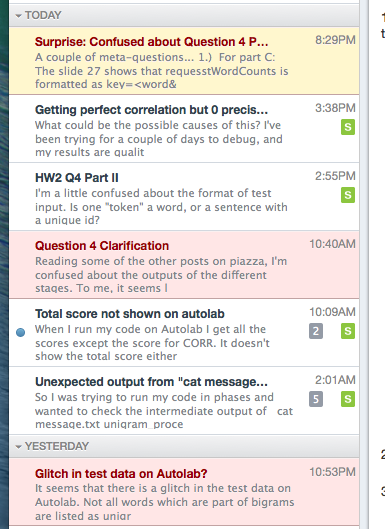 TODAY
Surprise: Confused about Question 4 P... 8:29PM
A couple of meta-questions... 1.) For part C:
The slide 27 shows that requesstWordCounts is
formatted as key=<word&
Getting perfect correlation but 0 precis... 3:38PM
What could be the possible causes of this? I've S
been trying for a couple of days to debug, and
my results are qualit
HW2 Q4 Part II 2:55PM
I'm a little confused about the format of test S
input. Is one "token" a word, or a sentence with
a unique id?
Question 4 Clarification 10:40AM
Reading some of the other posts on piazza, I'm
confused about the outputs of the different
stages. To me, it seems l
Total score not shown on autolab 10:09AM
When I run my code on Autolab I get all the 2 S
scores except the score for CORR. It doesn't
show the total score either
Unexpected output from "cat message... 2:01AM
So I was trying to run my code in phases and 5 S
wanted to check the intermediate output of cat
message.txt unigram_proce
YESTERDAY
Glitch in test data on Autolab? 10:53PM
It seems that there is a glitch in the test data on
Autolab. Not all words which are part of bigrams
are listed as unigr